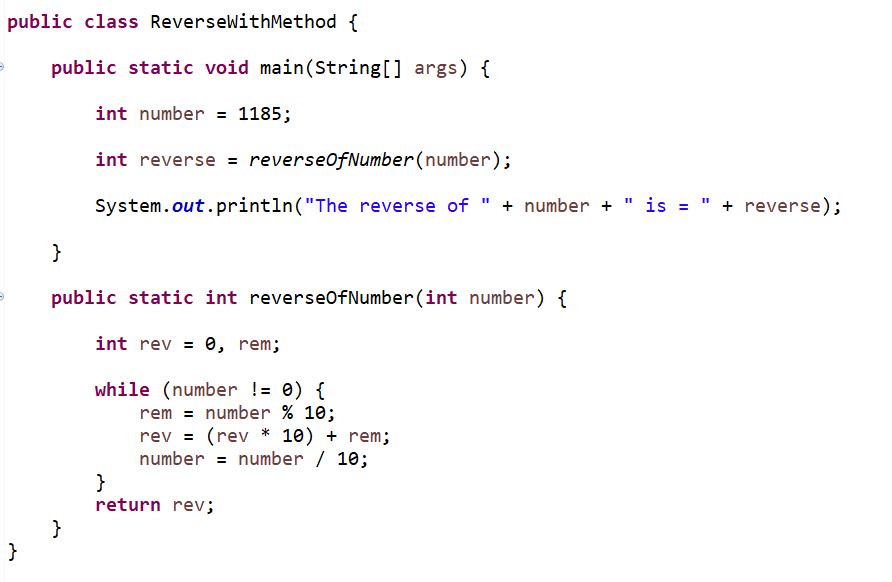 public class ReverseWithMethod {
public static void main(String[] args) {
int number = 1185;
int reverse = reverseOfNumber(number);
System.out.println("The reverse of " + number + " is = " + reverse);
}
public static int reverseOfNumber(int number) {
int rev = 0, rem;
while (number != 0) {
rem = number % 10;
rev = (rev * 10) + rem;
number = number / 10;
}
return rev;
}
}